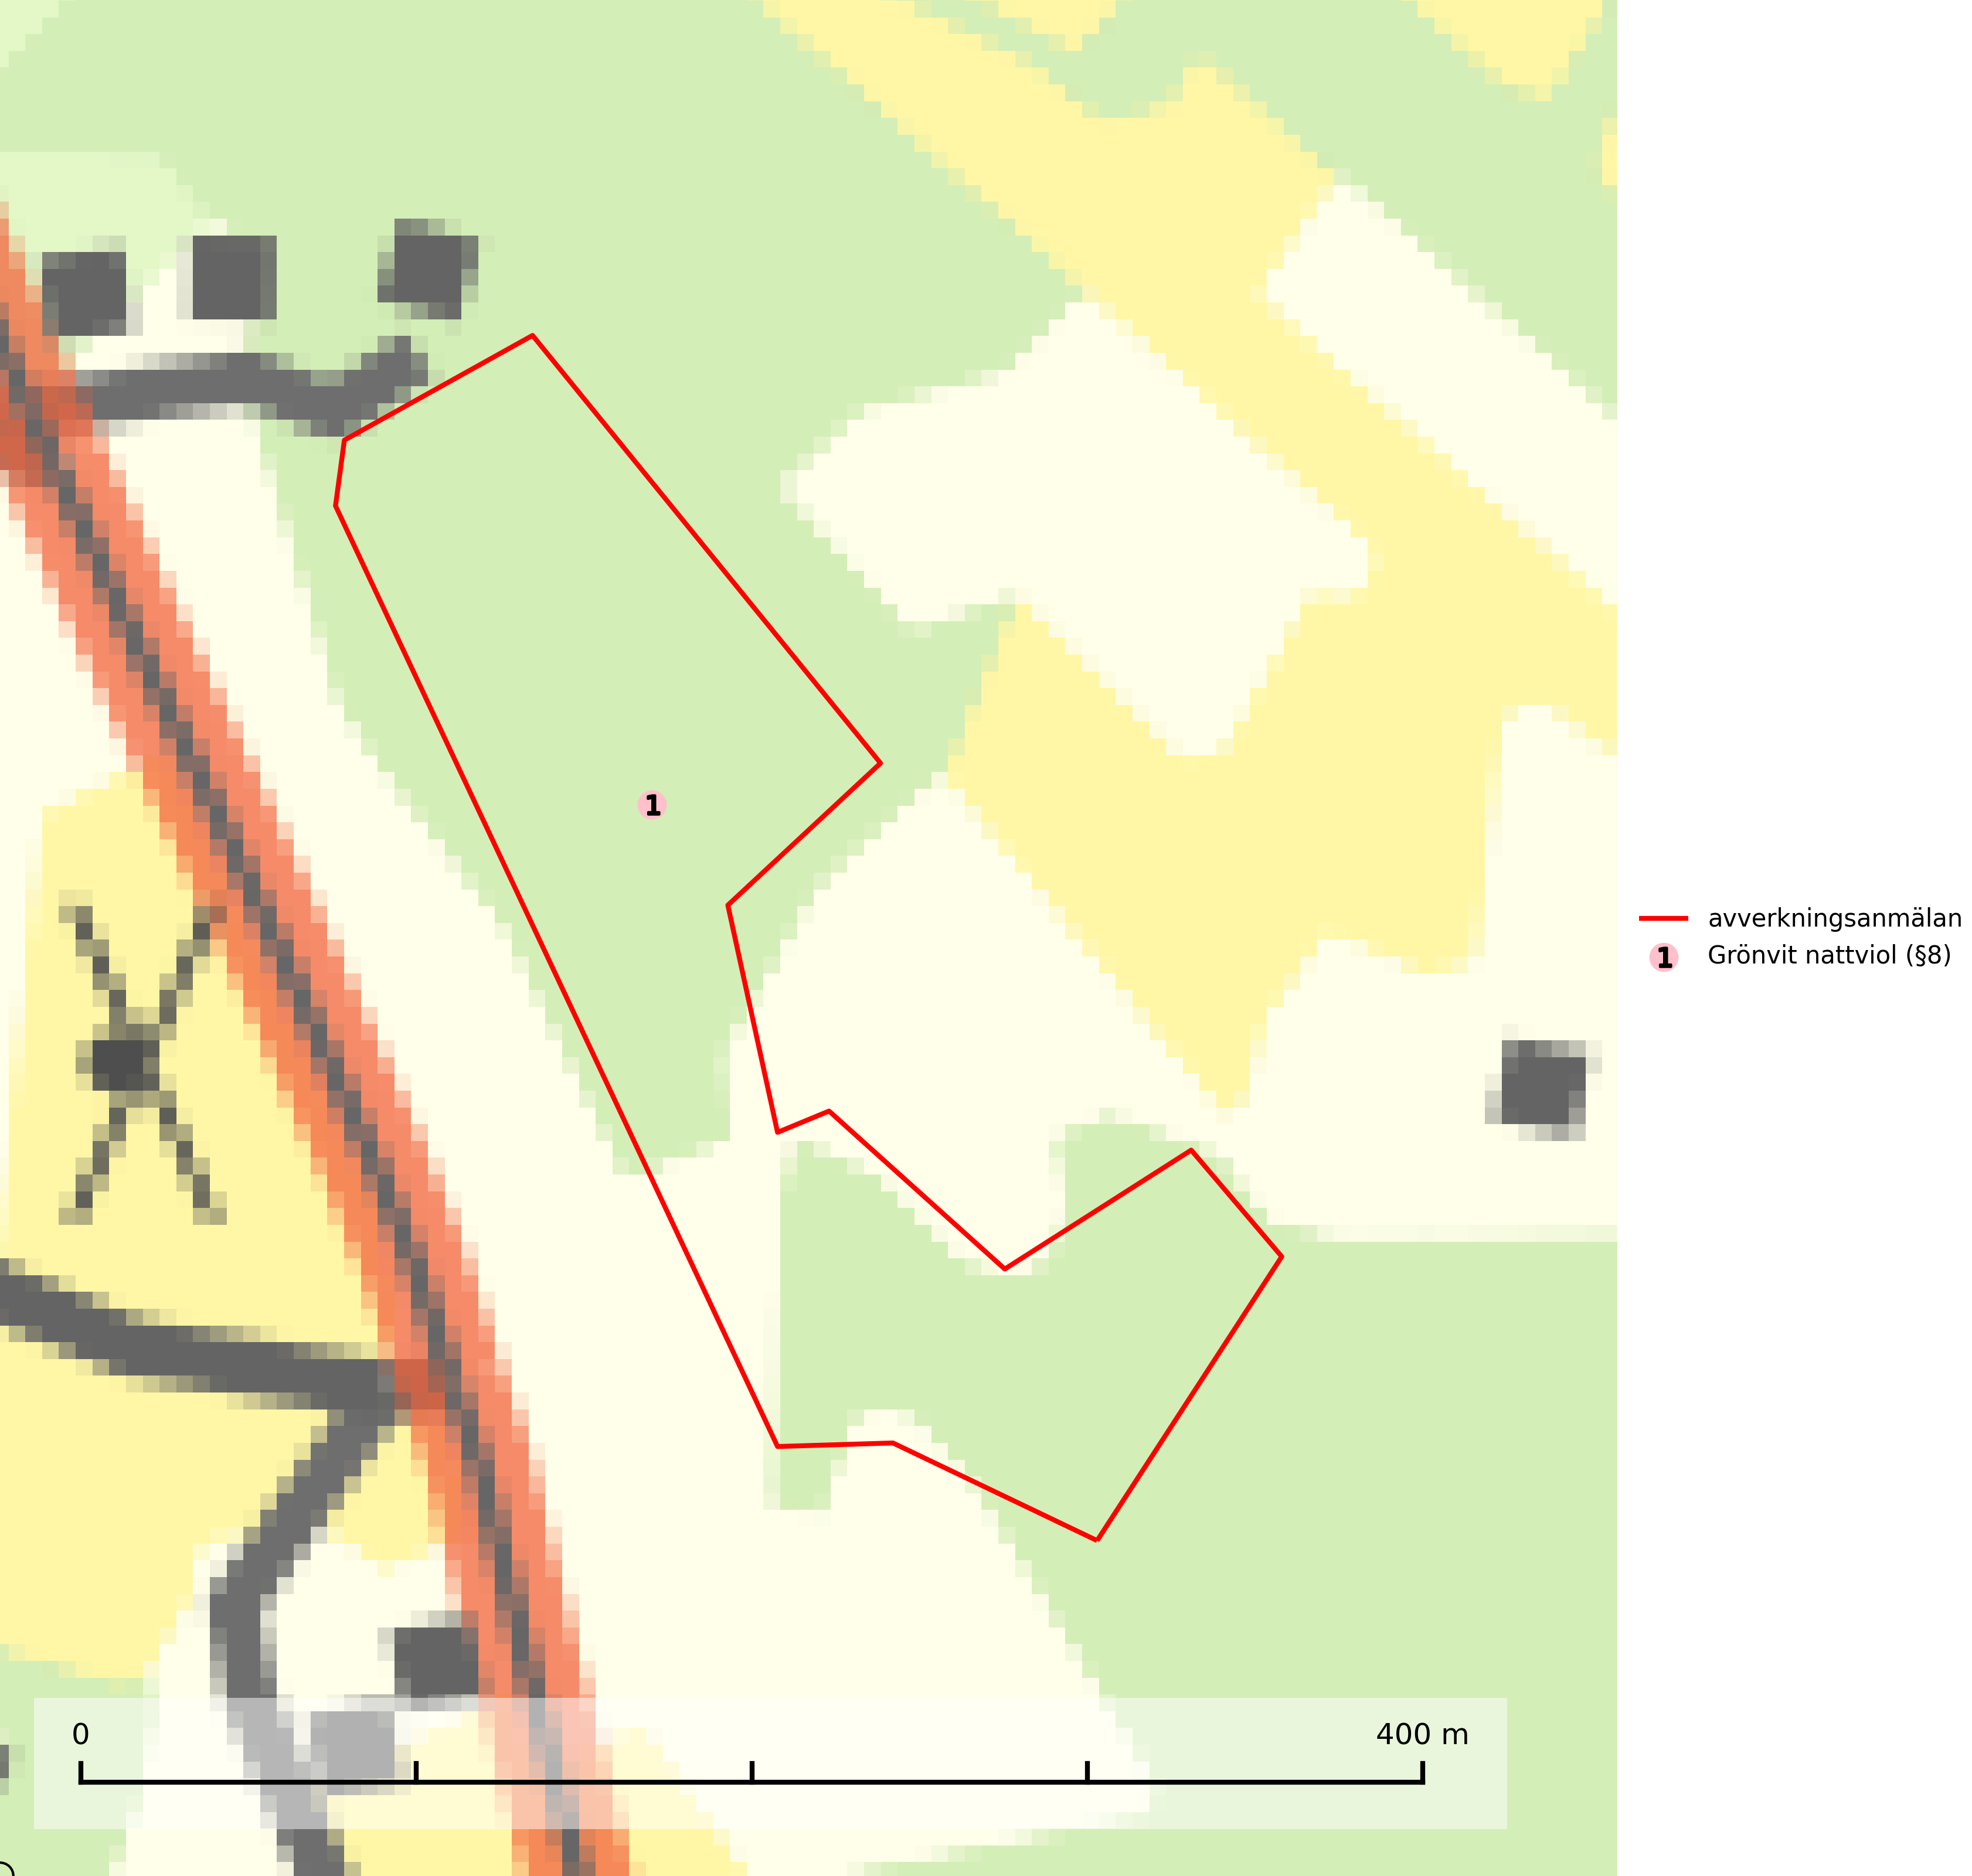 1
avverkningsanmälan
1 Grönvit nattviol (§8)
0 400 m